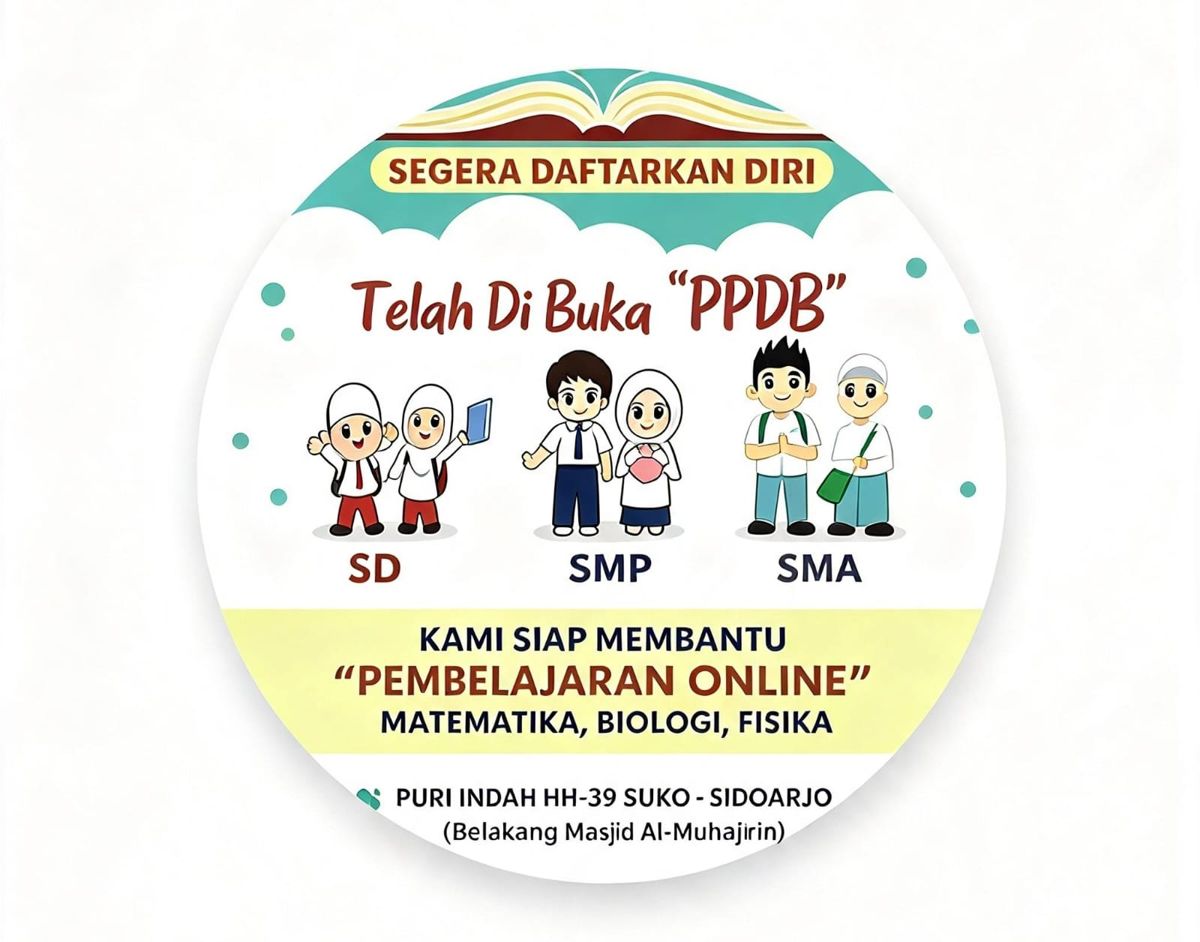 SEGERA DAFTARKAN DIRI
Telah Di Buka “PPDB”
SD
SMP
SMA
KAMI SIAP MEMBANTU
“PEMBELAJARAN ONLINE”
MATEMATIKA, BIOLOGI, FISIKA
PURI INDAH HH-39 SUKO - SIDOARJO
(Belakang Masjid Al-Muhajirin)